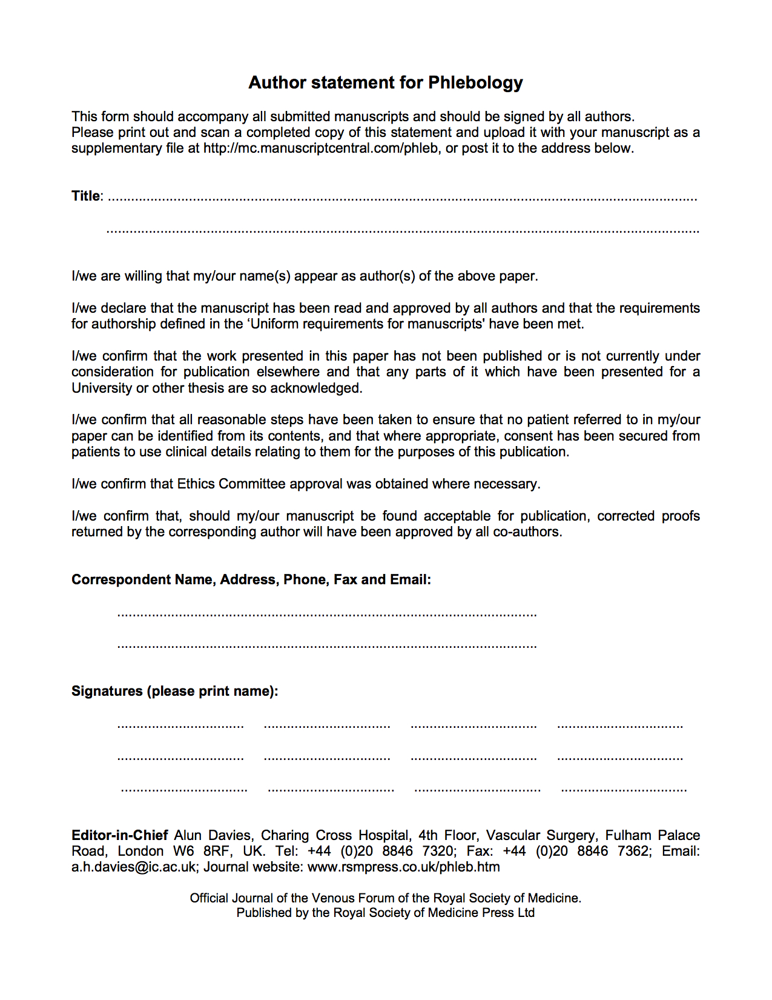 Author statement for Phlebology
This form should accompany all submitted manuscripts and should be signed by all authors.
Please print out and scan a completed copy of this statement and upload it with your manuscript as a
supplementary file at http://mc.manuscriptcentral.com/phleb, or post it to the address below.
Title: ..........................................................................................................................................................
...........................................................................................................................................................
I/we are willing that my/our name(s) appear as author(s) of the above paper.
I/we declare that the manuscript has been read and approved by all authors and that the requirements
for authorship defined in the ‘Uniform requirements for manuscripts' have been met.
I/we confirm that the work presented in this paper has not been published or is not currently under
consideration for publication elsewhere and that any parts of it which have been presented for a
University or other thesis are so acknowledged.
I/we confirm that all reasonable steps have been taken to ensure that no patient referred to in my/our
paper can be identified from its contents, and that where appropriate, consent has been secured from
patients to use clinical details relating to them for the purposes of this publication.
I/we confirm that Ethics Committee approval was obtained where necessary.
I/we confirm that, should my/our manuscript be found acceptable for publication, corrected proofs
returned by the corresponding author will have been approved by all co-authors.
Correspondent Name, Address, Phone, Fax and Email:
.............................................................................................................
.............................................................................................................
Signatures (please print name):
................................. ................................. ................................. .................................
................................. ................................. ................................. .................................
................................. ................................. ................................. .................................
Editor-in-Chief Alun Davies, Charing Cross Hospital, 4th Floor, Vascular Surgery, Fulham Palace
Road, London W6 8RF, UK. Tel: +44 (0)20 8846 7320; Fax: +44 (0)20 8846 7362; Email:
a.h.davies@ic.ac.uk; Journal website: www.rsmpress.co.uk/phleb.htm
Official Journal of the Venous Forum of the Royal Society of Medicine.
Published by the Royal Society of Medicine Press Ltd